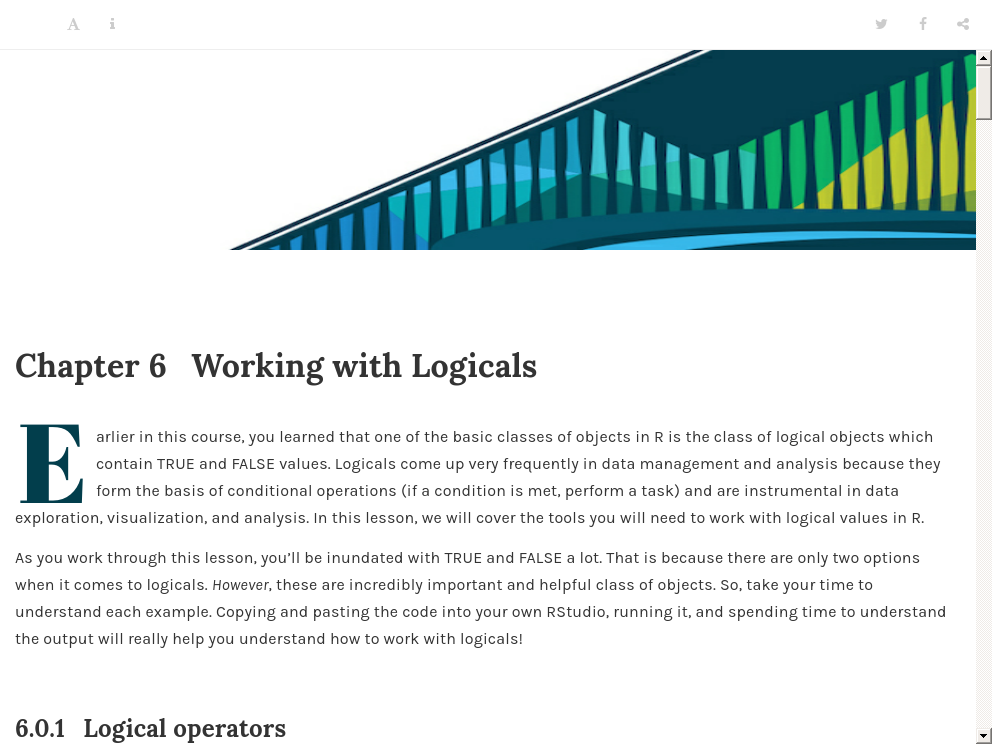 Chapter 6 Working with Logicals
Earlier in this course, you learned that one of the basic classes of objects in R is the class of logical objects which
contain TRUE and FALSE values. Logicals come up very frequently in data management and analysis because they
form the basis of conditional operations (if a condition is met, perform a task) and are instrumental in data
exploration, visualization, and analysis. In this lesson, we will cover the tools you will need to work with logical values in R.
As you work through this lesson, you’ll be inundated with TRUE and FALSE a lot. That is because there are only two options
when it comes to logicals. However, these are incredibly important and helpful class of objects. So, take your time to
understand each example. Copying and pasting the code into your own RStudio, running it, and spending time to understand
the output will really help you understand how to work with logicals!
6.0.1 Logical operators